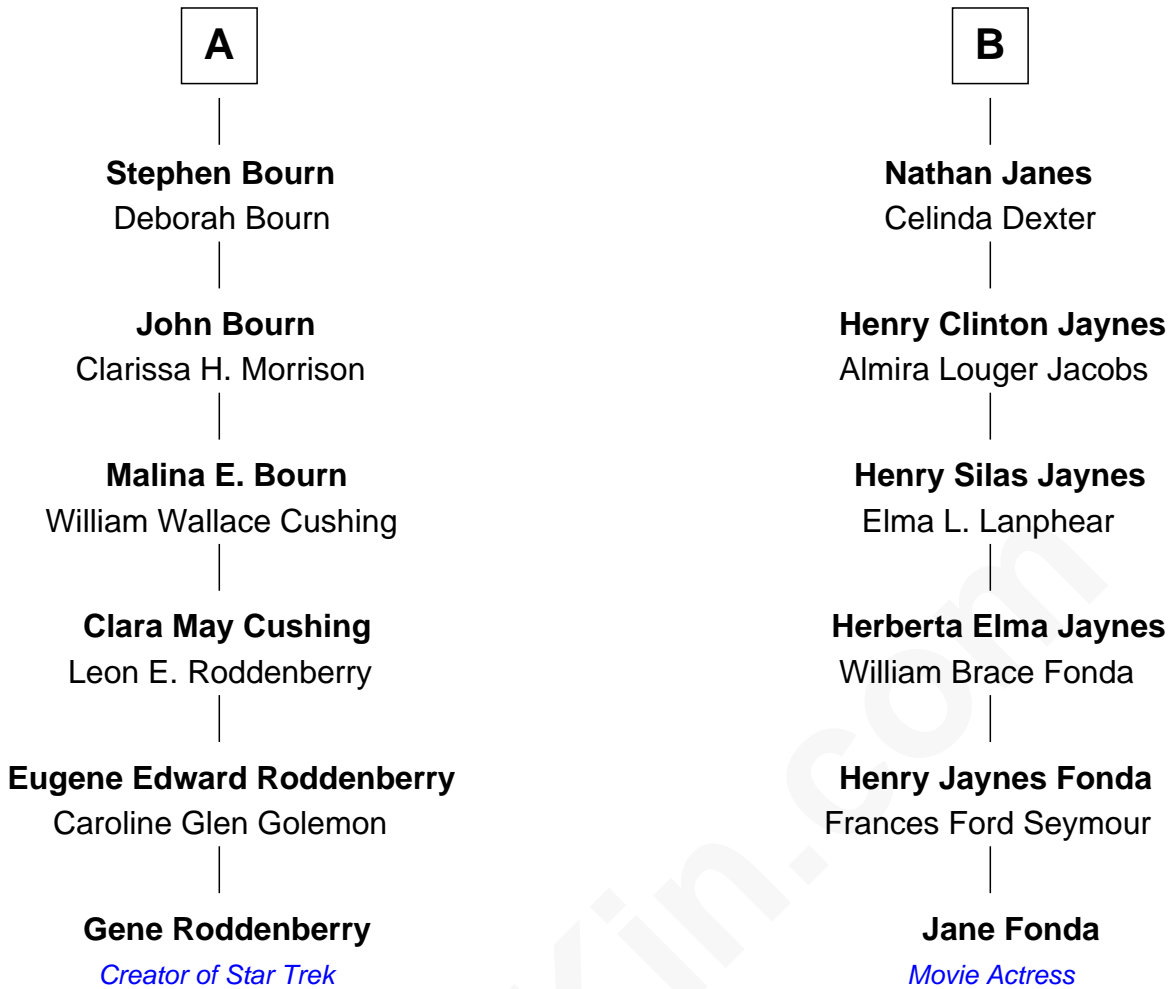 A
Stephen Bourn
Deborah Bourn
John Bourn
Clarissa H. Morrison
Malina E. Bourn
William Wallace Cushing
Clara May Cushing
Leon E. Roddenberry
Eugene Edward Roddenberry
Caroline Glen Golemon
Gene Roddenberry
Creator of Star Trek
B
Nathan Janes
Celinda Dexter
Henry Clinton Jaynes
Almira Louger Jacobs
Henry Silas Jaynes
Elma L. Lanphear
Herberta Elma Jaynes
William Brace Fonda
Henry Jaynes Fonda
Frances Ford Seymour
Jane Fonda
Movie Actress